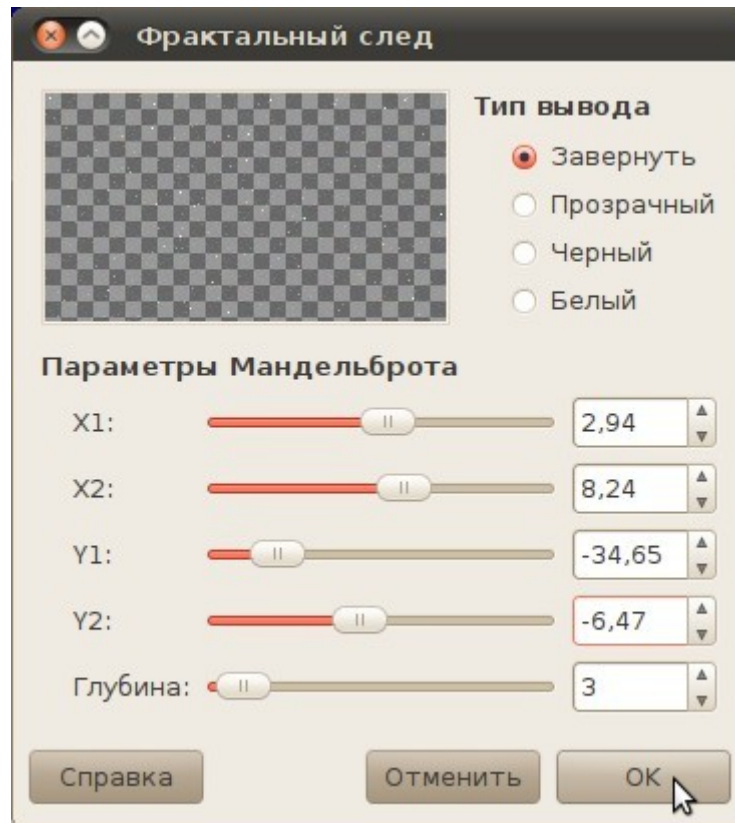 Фрактальный след
Тип вывода
Завернуть
Прозрачный
Черный
Белый
Параметры Мандельброта
X1: 2,94
X2: 8,24
Y1: -34,65
Y2: -6,47
Глубина: 3
Справка Отменить OK